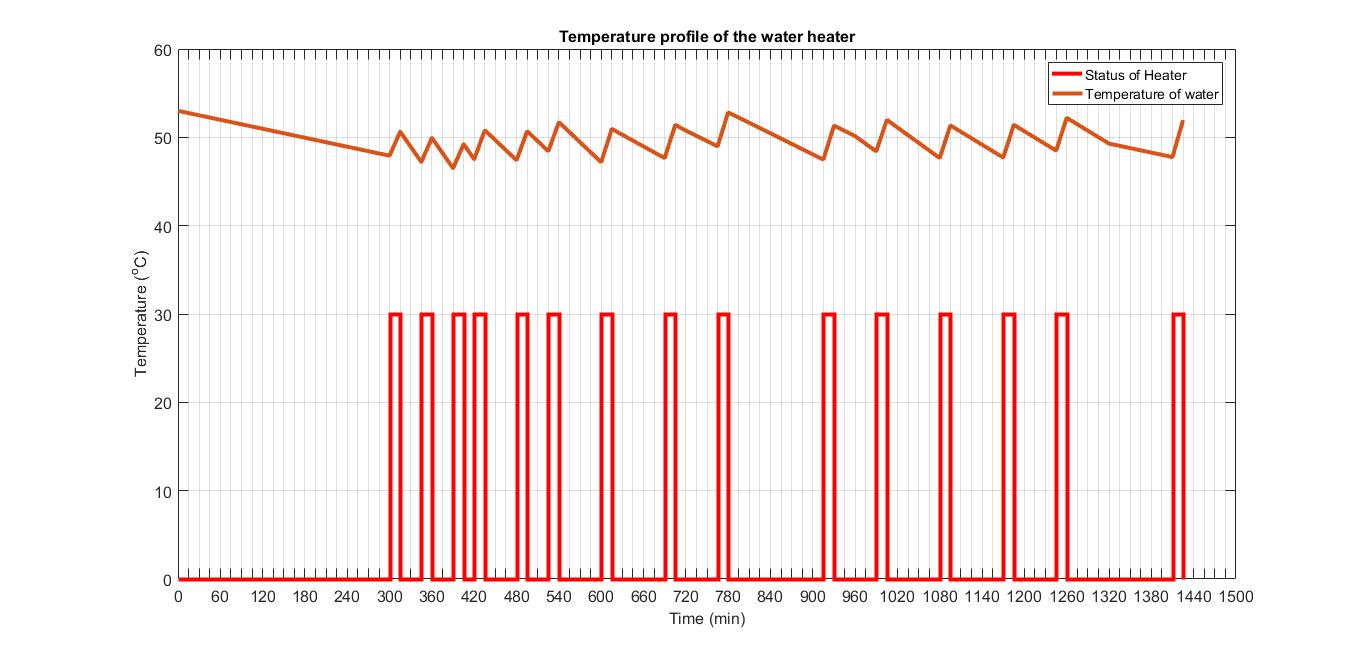 Temperature profile of the water heater
Status of Heater
Temperature of water
60
50
40
30
20
10
0
Temperature (°C)
0 60 120 180 240 300 360 420 480 540 600 660 720 780 840 900 960 1020 1080 1140 1200 1260 1320 1380 1440 1500
Time (min)